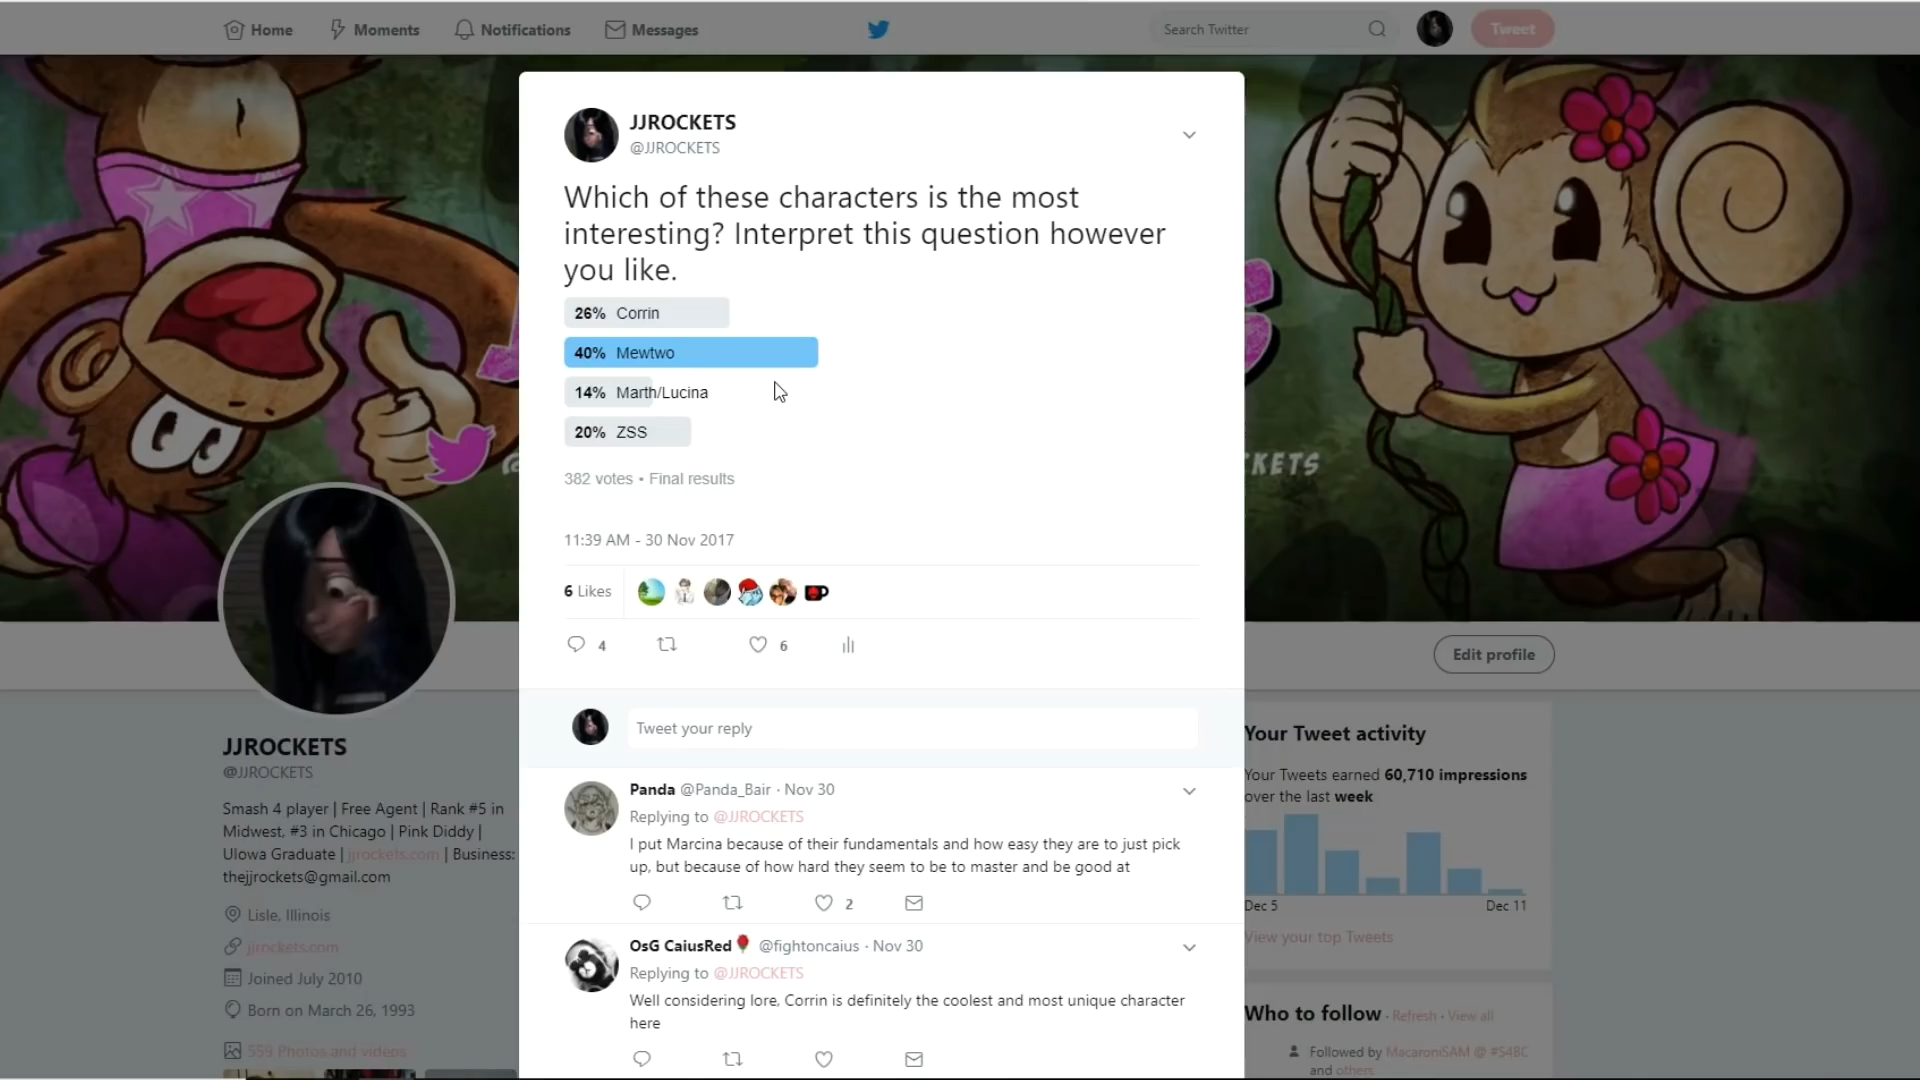 Home
Moments
Notifications
Messages
Search Twitter
Tweet
JJROCKETS
@JJROCKETS
Which of these characters is the most
interesting? Interpret this question however
you like.
26% Corrin
40% Mewtwo
14% Marth/Lucina
20% ZSS
382 votes • Final results
11:39 AM - 30 Nov 2017
6 Likes
4
6
Tweet your reply
Panda @Panda_Bair · Nov 30
Replying to @JJROCKETS
I put Marcina because of their fundamentals and how easy they are to just pick
up, but because of how hard they seem to be to master and be good at
2
OsG CaiusRed @fightoncaius · Nov 30
Replying to @JJROCKETS
Well considering lore, Corrin is definitely the coolest and most unique character
here
KETS
Edit profile
JJROCKETS
@JJROCKETS
Smash 4 player | Free Agent | Rank #5 in
Midwest, #3 in Chicago | Pink Diddy |
UIowa Graduate | jjrockets.com | Business:
thejjrockets@gmail.com
Lisle, Illinois
jjrockets.com
Joined July 2010
Born on March 26, 1993
559 Photos and videos
Your Tweet activity
Your Tweets earned 60,710 impressions
over the last week
Dec 5
Dec 11
View your top Tweets
Who to follow · Refresh · View all
Followed by MacaroniSAM @ #S4BC
and others